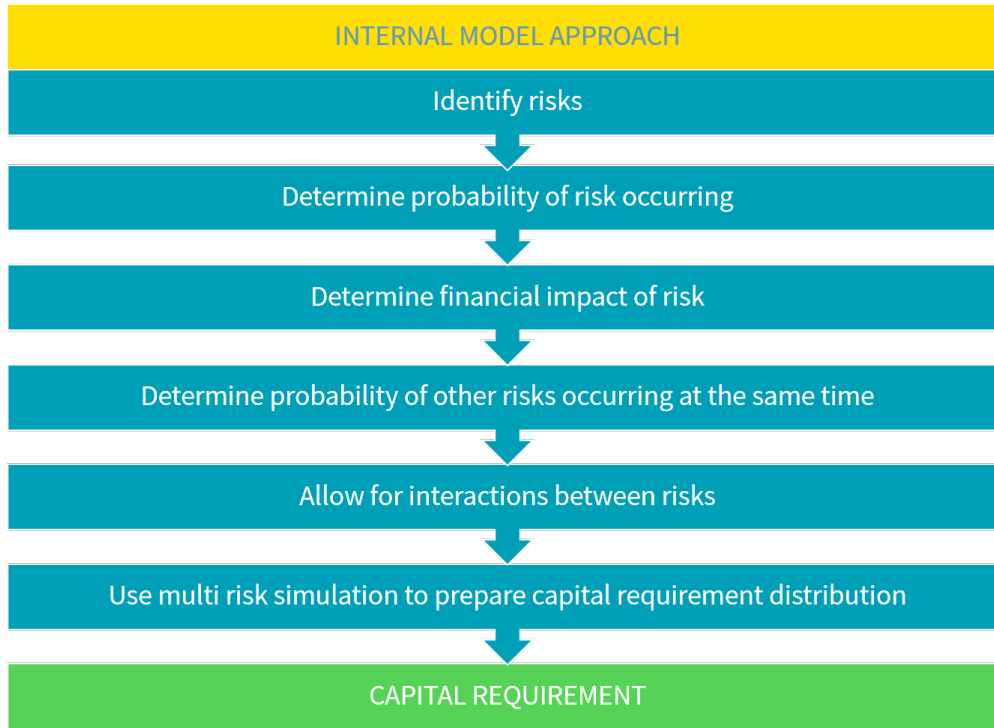 INTERNAL MODEL APPROACH
Identify risks
Determine probability of risk occurring
Determine financial impact of risk
Determine probability of other risks occurring at the same time
Allow for interactions between risks
Use multi risk simulation to prepare capital requirement distribution
CAPITAL REQUIREMENT